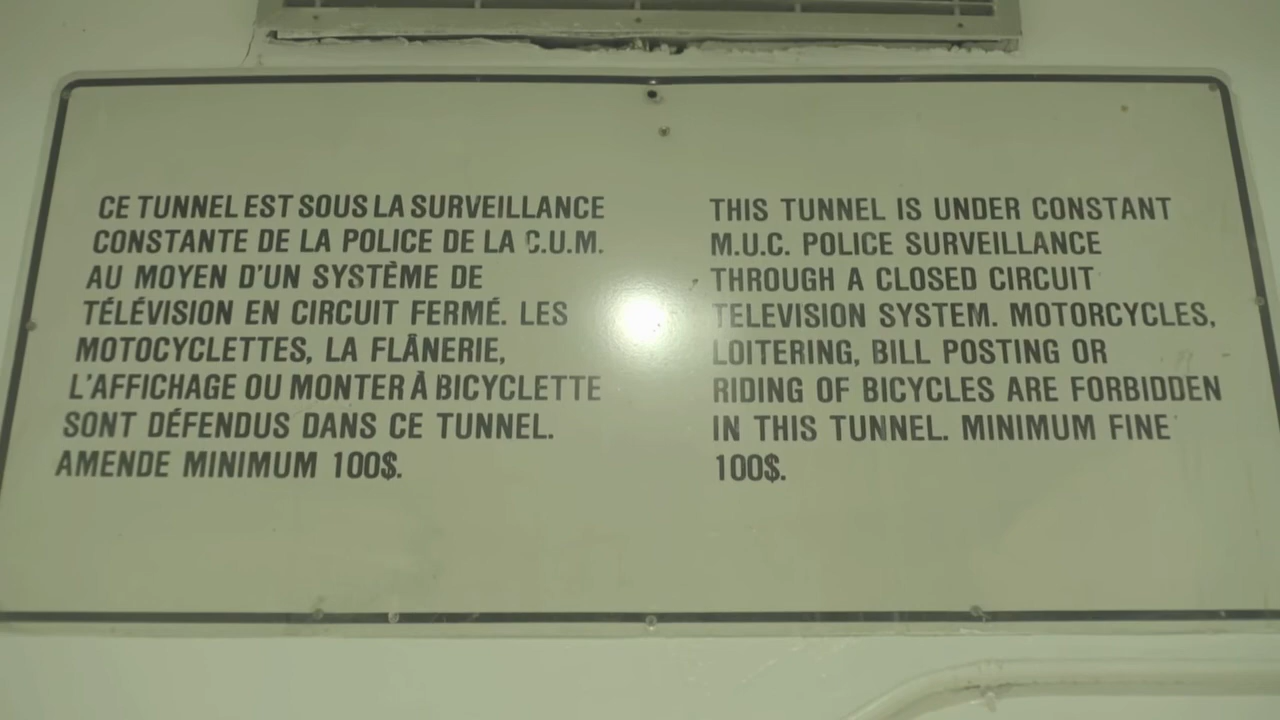 CE TUNNEL EST SOUS LA SURVEILLANCE
CONSTANTE DE LA POLICE DE LA C.U.M.
AU MOYEN D'UN SYSTÈME DE
TÉLÉVISION EN CIRCUIT FERMÉ. LES
MOTOCYCLETTES, LA FLÂNERIE,
L'AFFICHAGE OU MONTER À BICYCLETTE
SONT DÉFENDUS DANS CE TUNNEL.
AMENDE MINIMUM 100$.
THIS TUNNEL IS UNDER CONSTANT
M.U.C. POLICE SURVEILLANCE
THROUGH A CLOSED CIRCUIT
TELEVISION SYSTEM. MOTORCYCLES,
LOITERING, BILL POSTING OR
RIDING OF BICYCLES ARE FORBIDDEN
IN THIS TUNNEL. MINIMUM FINE
100$.